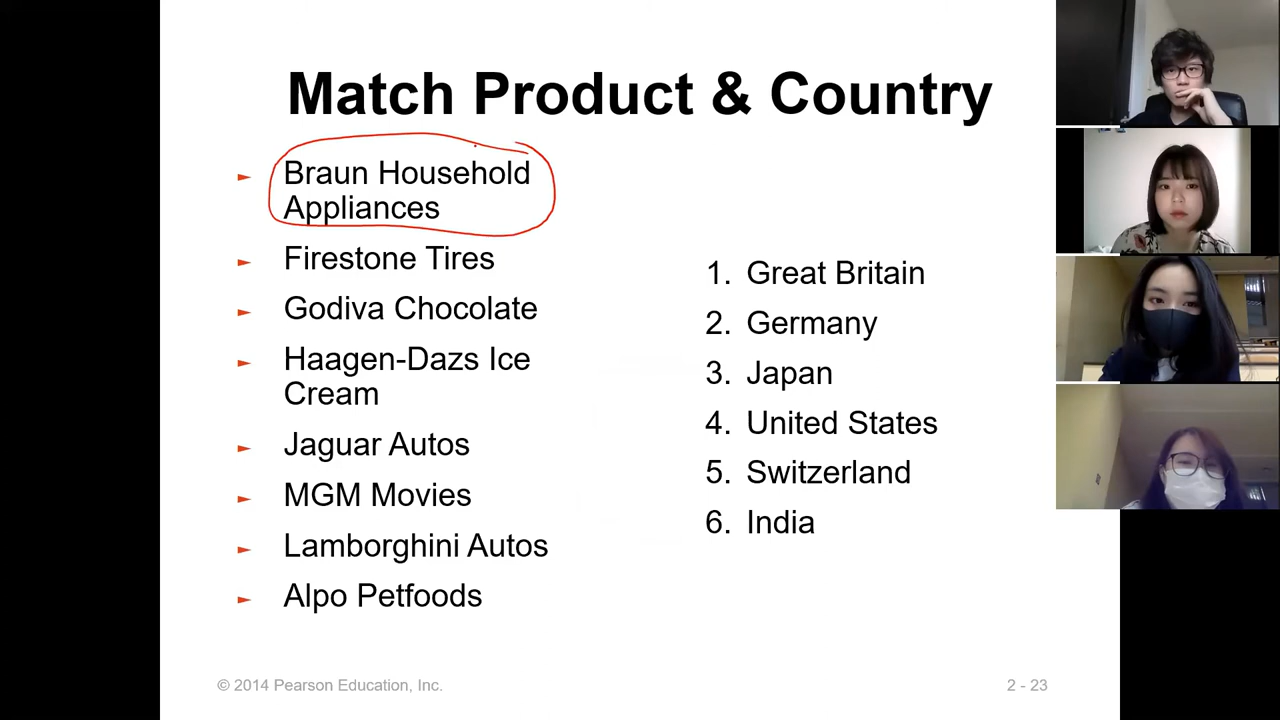 Match Product & Country
Braun Household
Appliances
Firestone Tires
Godiva Chocolate
Haagen-Dazs Ice
Cream
Jaguar Autos
MGM Movies
Lamborghini Autos
Alpo Petfoods
1. Great Britain
2. Germany
3. Japan
4. United States
5. Switzerland
6. India
© 2014 Pearson Education, Inc.
2 - 23